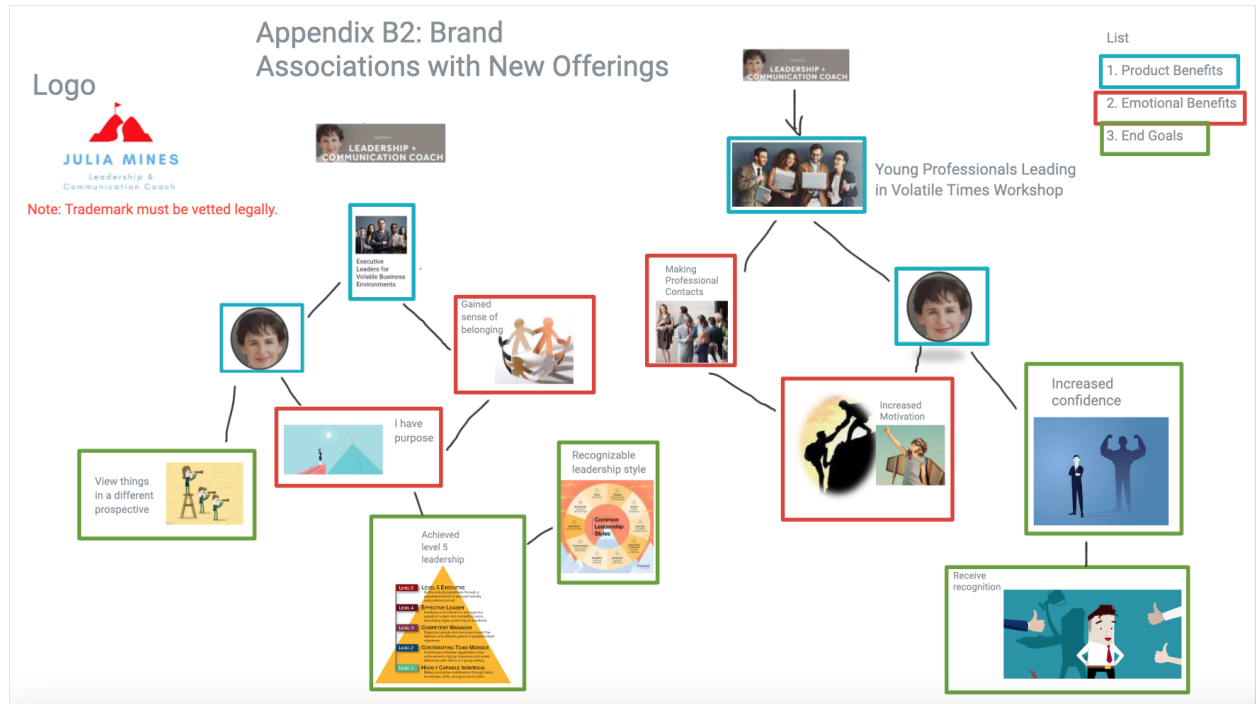 Appendix B2: Brand
Associations with New Offerings
Logo
JULIA MINES
Leadership &
Communication Coach
Note: Trademark must be vetted legally.
LEADERSHIP +
COMMUNICATION COACH
Executive
Leaders for
Volatile Business
Environments
Gained
sense of
belonging
I have
purpose
View things
in a different
prospective
Achieved
level 5
leadership
LEVEL 5 LEVEL 5 EXECUTIVE
LEVEL 4 EFFECTIVE LEADER
LEVEL 3 COMPETENT MANAGER
LEVEL 2 CONTRIBUTING TEAM MEMBER
LEVEL 1 HIGHLY CAPABLE INDIVIDUAL
Recognizable
leadership style
Common
Leadership
Styles
LEADERSHIP +
COMMUNICATION COACH
Young Professionals Leading
in Volatile Times Workshop
Making
Professional
Contacts
Increased
Motivation
Increased
confidence
Receive
recognition
List
1. Product Benefits
2. Emotional Benefits
3. End Goals